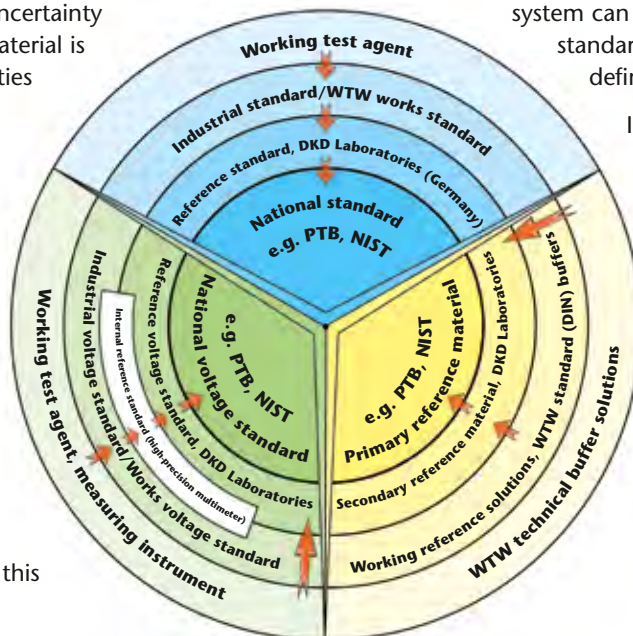 ncertainty
aterial is
ties
system can
standar
defin
I
this
Working test agent
Industrial standard/WTW works standard
Reference standard, DKD Laboratories (Germany)
National standard
e.g. PTB, NIST
Working test agent, measuring instrument
Industrial voltage standard/Works voltage standard
Internal reference standard (high-precision multimeter)
Reference voltage standard, DKD Laboratories
National voltage standard
e.g. PTB, NIST
e.g. PTB, NIST
Primary reference material
Secondary reference material, DKD Laboratories
Working reference solutions, WTW standard (DIN) buffers
WTW technical buffer solutions